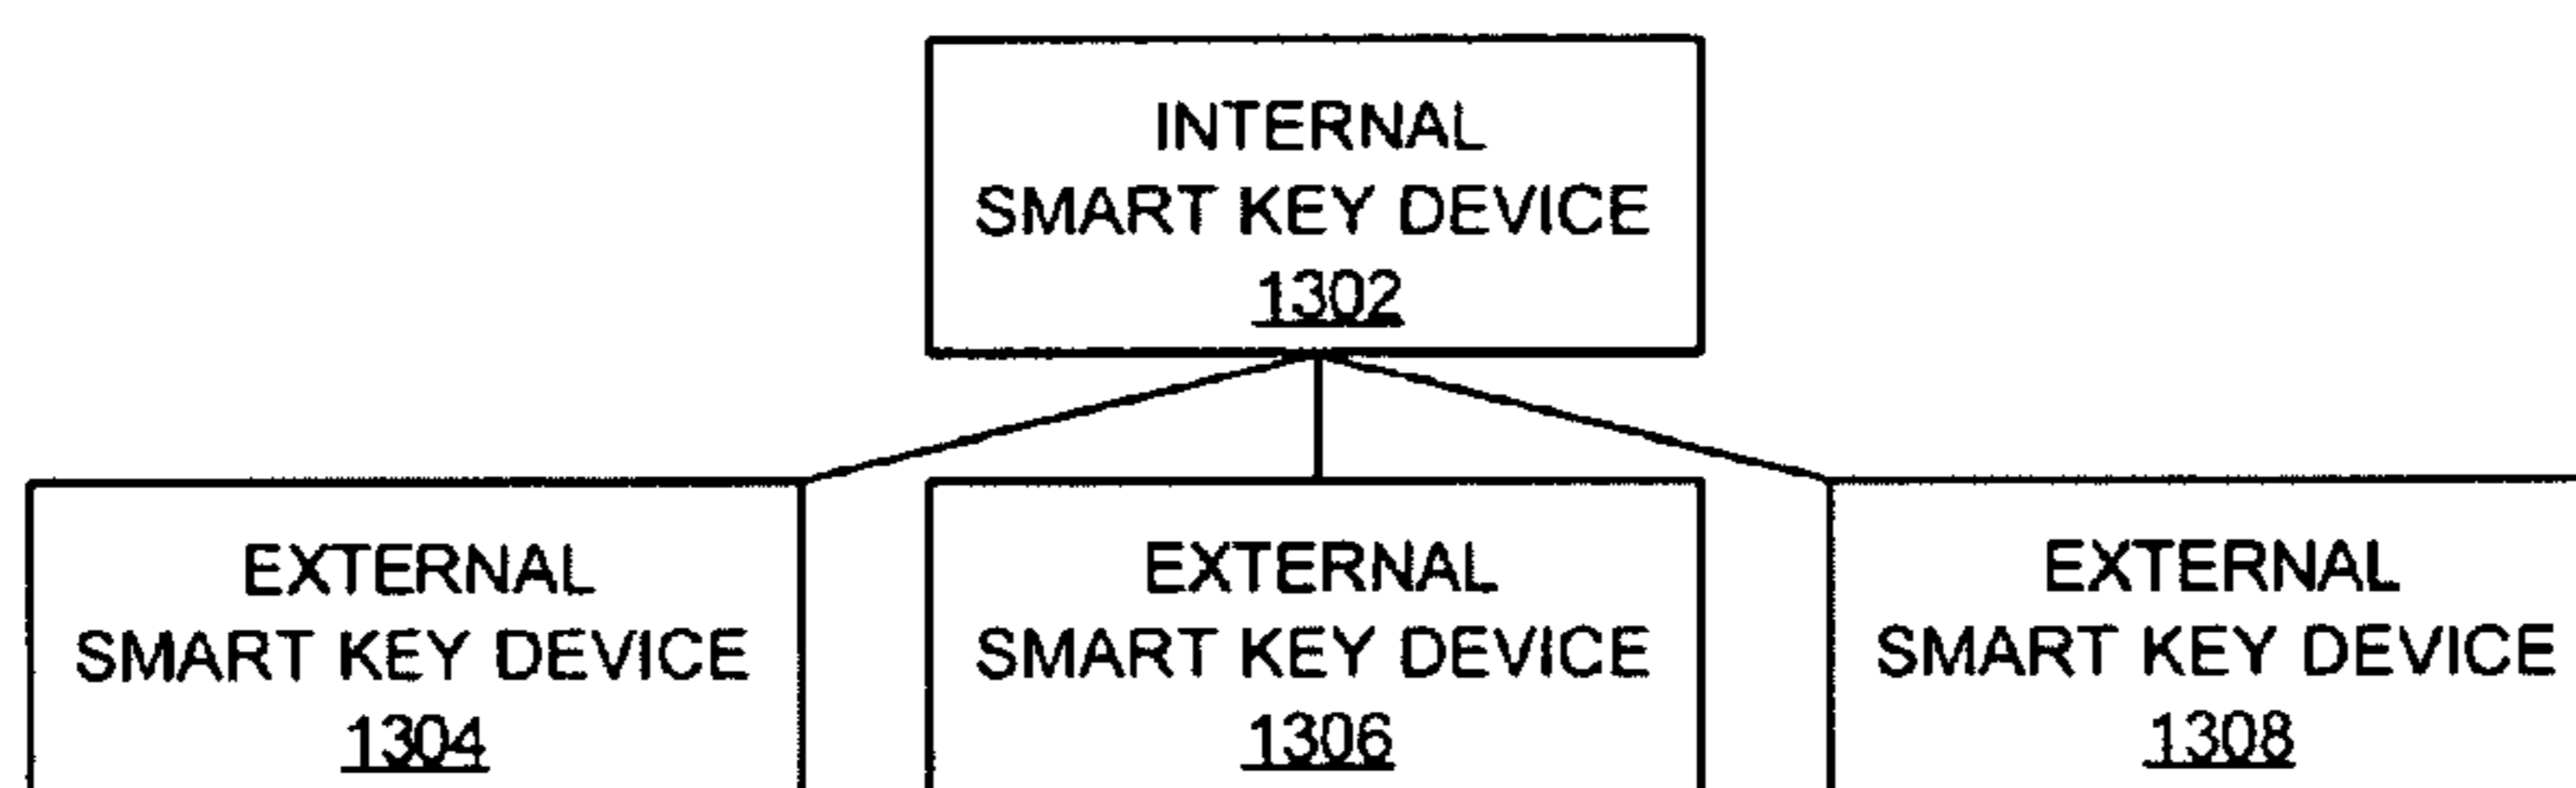 INTERNAL
SMART KEY DEVICE
1302
EXTERNAL
SMART KEY DEVICE
1304
EXTERNAL
SMART KEY DEVICE
1306
EXTERNAL
SMART KEY DEVICE
1308